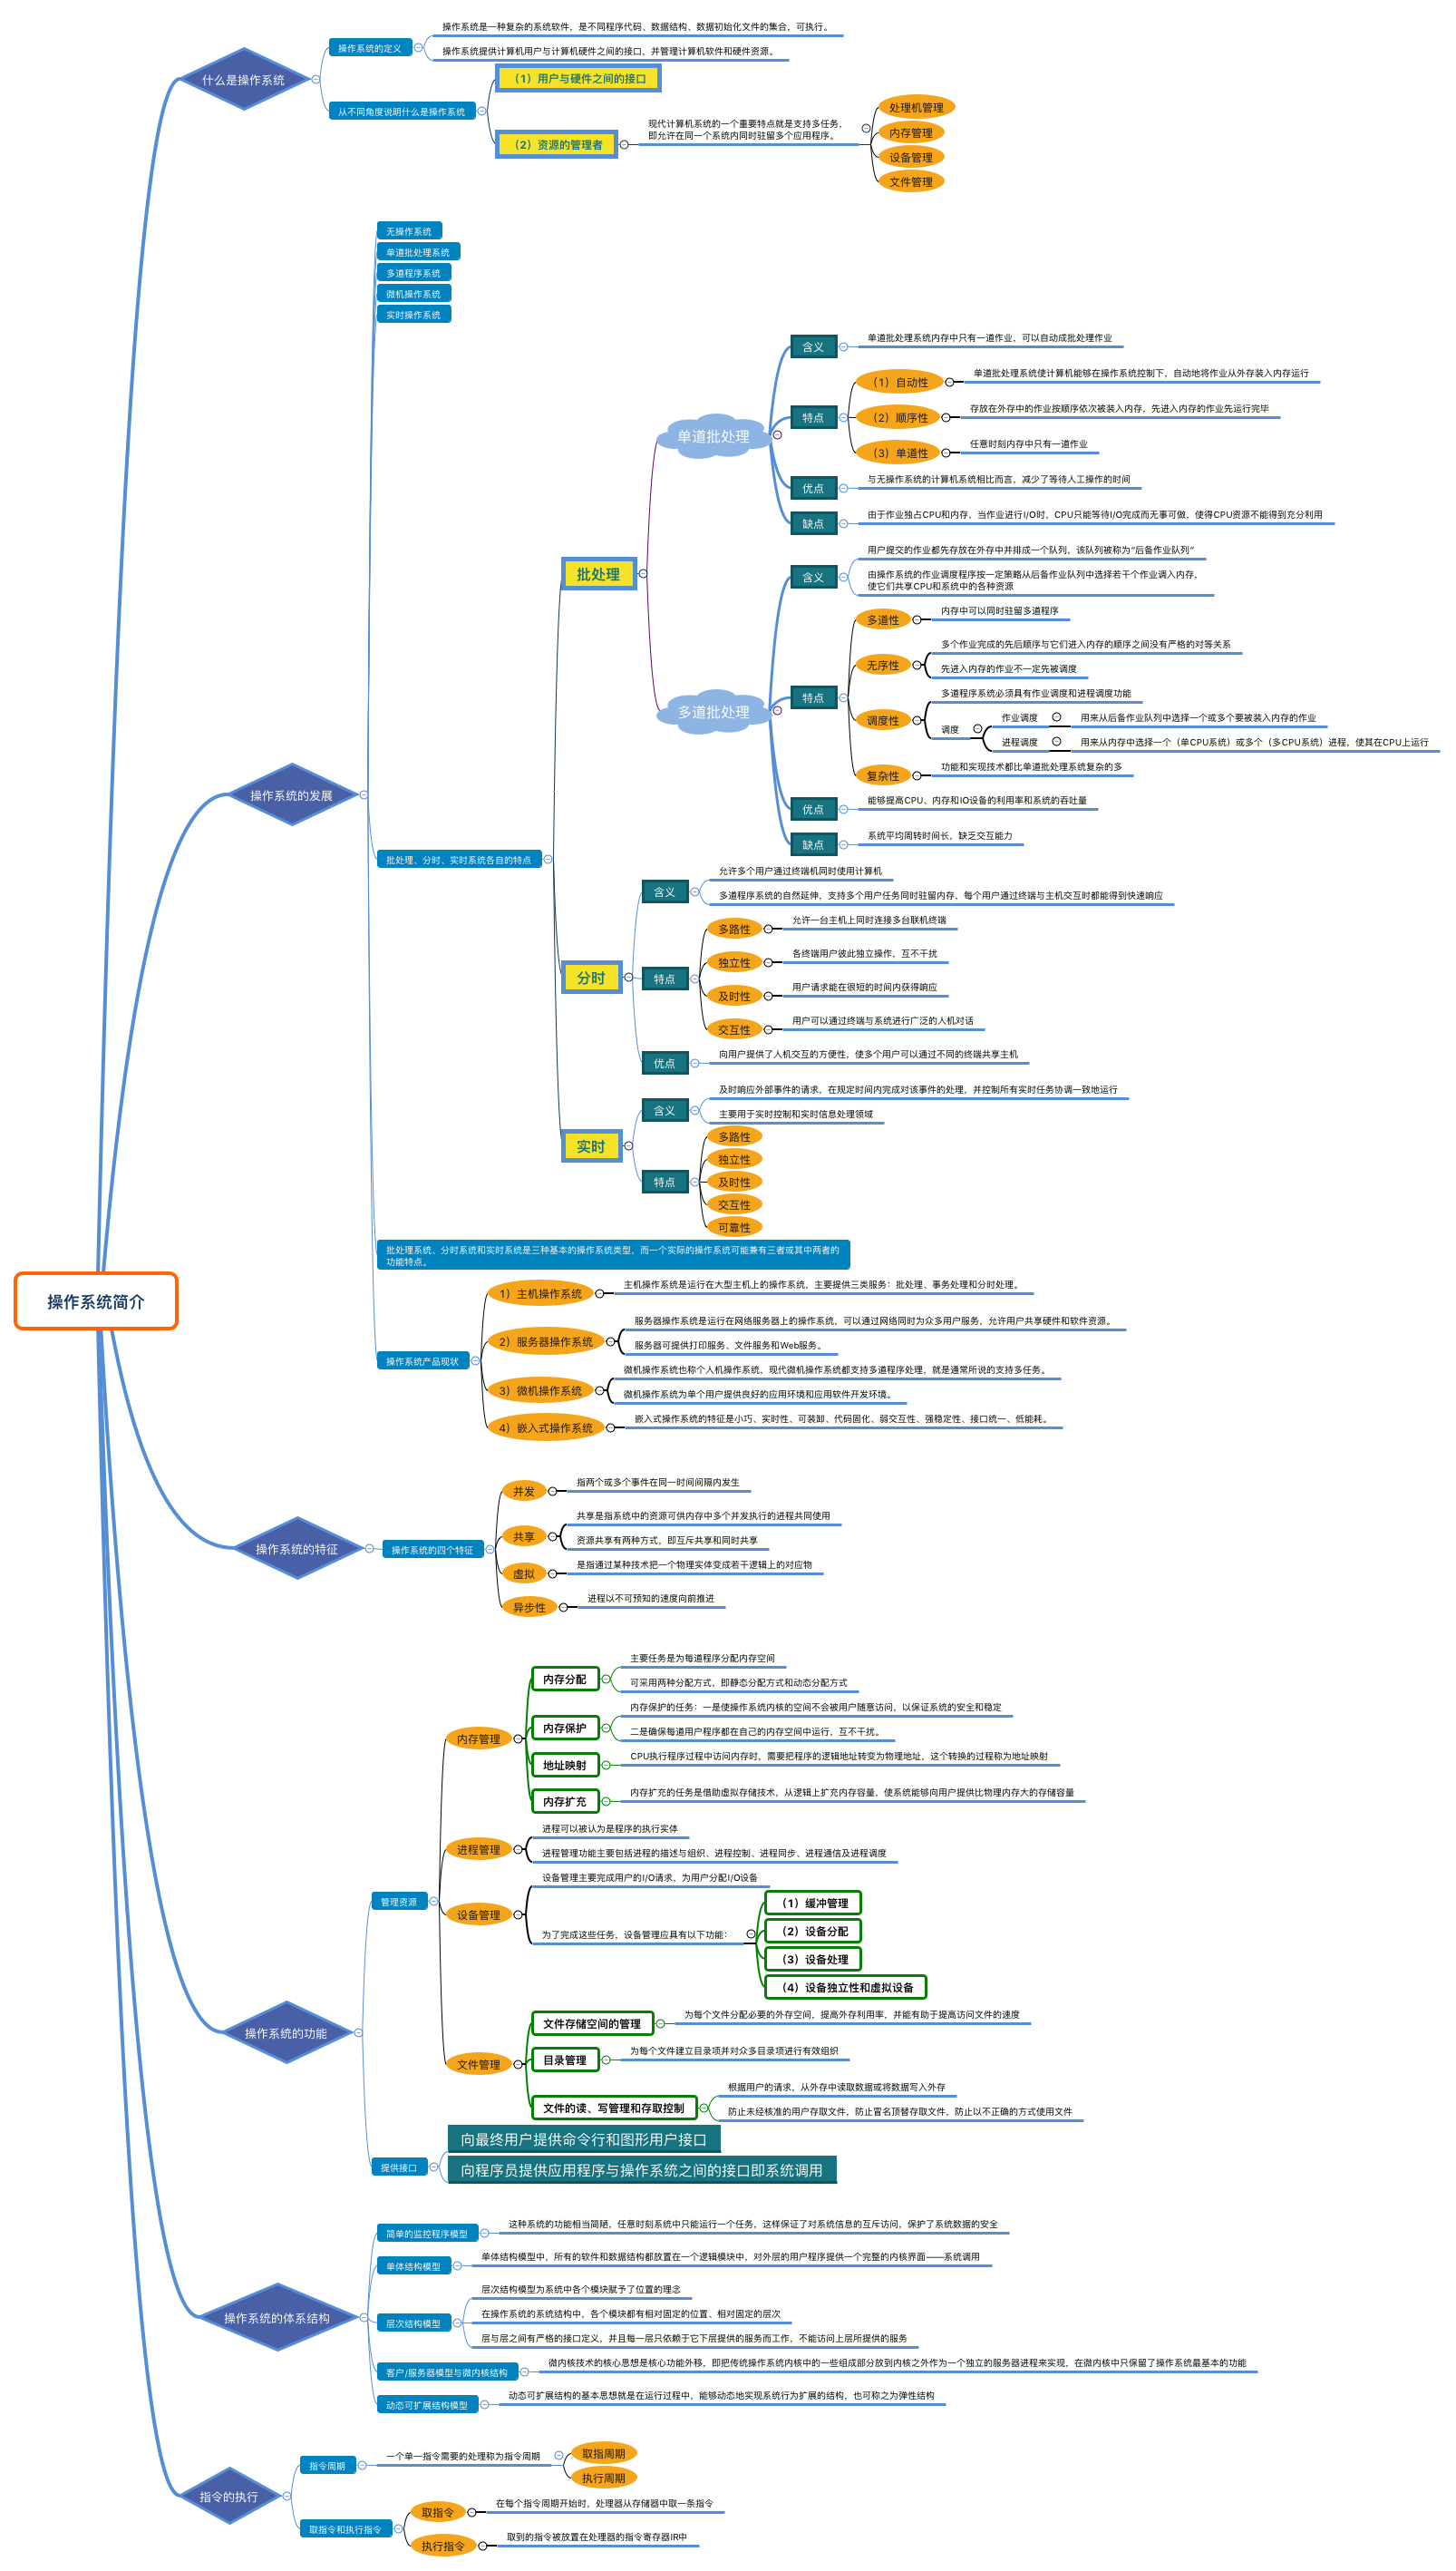 操作系统简介
什么是操作系统
操作系统的定义
操作系统是一种复杂的系统软件，是不同程序代码、数据结构、数据初始化文件的集合，可执行。
操作系统提供计算机用户与计算机硬件之间的接口，并管理计算机软件和硬件资源。
从不同角度说明什么是操作系统
（1）用户与硬件之间的接口
（2）资源的管理者
现代计算机系统的一个重要特点就是支持多任务，
即允许在同一个系统内同时驻留多个应用程序。
处理机管理
内存管理
设备管理
文件管理
操作系统的发展
无操作系统
单道批处理系统
多道程序系统
微机操作系统
实时操作系统
批处理、分时、实时系统各自的特点
批处理
单道批处理
含义
单道批处理系统内存中只有一道作业，可以自动成批处理作业
特点
（1）自动性
单道批处理系统使计算机能够在操作系统控制下，自动地将作业从外存装入内存运行
（2）顺序性
存放在外存中的作业按顺序依次被装入内存，先进入内存的作业先运行完毕
（3）单道性
任意时刻内存中只有一道作业
优点
与无操作系统的计算机系统相比而言，减少了等待人工操作的时间
缺点
由于作业独占CPU和内存，当作业进行I/O时，CPU只能等待I/O完成而无事可做，使得CPU资源不能得到充分利用
多道批处理
含义
用户提交的作业都先存放在外存中并排成一个队列，该队列被称为“后备作业队列”
由操作系统的作业调度程序按一定策略从后备作业队列中选择若干个作业调入内存，
使它们共享CPU和系统中的各种资源
特点
多道性
内存中可以同时驻留多道程序
无序性
多个作业完成的先后顺序与它们进入内存的顺序之间没有严格的对等关系
先进入内存的作业不一定先被调度
调度性
多道程序系统必须具有作业调度和进程调度功能
调度
作业调度
用来从后备作业队列中选择一个或多个要被装入内存的作业
进程调度
用来从内存中选择一个（单CPU系统）或多个（多CPU系统）进程，使其在CPU上运行
复杂性
功能和实现技术都比单道批处理系统复杂的多
优点
能够提高CPU、内存和IO设备的利用率和系统的吞吐量
缺点
系统平均周转时间长，缺乏交互能力
分时
含义
允许多个用户通过终端机同时使用计算机
多道程序系统的自然延伸，支持多个用户任务同时驻留内存，每个用户通过终端与主机交互时都能得到快速响应
特点
多路性
允许一台主机上同时连接多台联机终端
独立性
各终端用户彼此独立操作，互不干扰
及时性
用户请求能在很短的时间内获得响应
交互性
用户可以通过终端与系统进行广泛的人机对话
优点
向用户提供了人机交互的方便性，使多个用户可以通过不同的终端共享主机
实时
含义
及时响应外部事件的请求，在规定时间内完成对该事件的处理，并控制所有实时任务协调一致地运行
主要用于实时控制和实时信息处理领域
特点
多路性
独立性
及时性
交互性
可靠性
批处理系统、分时系统和实时系统是三种基本的操作系统类型，而一个实际的操作系统可能兼有三者或其中两者的
功能特点。
操作系统产品现状
1）主机操作系统
主机操作系统是运行在大型主机上的操作系统，主要提供三类服务：批处理、事务处理和分时处理。
2）服务器操作系统
服务器操作系统是运行在网络服务器上的操作系统，可以通过网络同时为众多用户服务，允许用户共享硬件和软件资源。
服务器可提供打印服务、文件服务和Web服务。
3）微机操作系统
微机操作系统也称个人机操作系统，现代微机操作系统都支持多道程序处理，就是通常所说的支持多任务。
微机操作系统为单个用户提供良好的应用环境和应用软件开发环境。
4）嵌入式操作系统
嵌入式操作系统的特征是小巧、实时性、可装卸、代码固化、弱交互性、强稳定性、接口统一、低能耗。
操作系统的特征
操作系统的四个特征
并发
指两个或多个事件在同一时间间隔内发生
共享
共享是指系统中的资源可供内存中多个并发执行的进程共同使用
资源共享有两种方式，即互斥共享和同时共享
虚拟
是指通过某种技术把一个物理实体变成若干逻辑上的对应物
异步性
进程以不可预知的速度向前推进
操作系统的功能
管理资源
内存管理
内存分配
主要任务是为每道程序分配内存空间
可采用两种分配方式，即静态分配方式和动态分配方式
内存保护
内存保护的任务：一是使操作系统内核的空间不会被用户随意访问，以保证系统的安全和稳定
二是确保每道用户程序都在自己的内存空间中运行，互不干扰。
地址映射
CPU执行程序过程中访问内存时，需要把程序的逻辑地址转变为物理地址，这个转换的过程称为地址映射
内存扩充
内存扩充的任务是借助虚拟存储技术，从逻辑上扩充内存容量，使系统能够向用户提供比物理内存大的存储容量
进程管理
进程可以被认为是程序的执行实体
进程管理功能主要包括进程的描述与组织、进程控制、进程同步、进程通信及进程调度
设备管理
设备管理主要完成用户的I/O请求，为用户分配I/O设备
为了完成这些任务，设备管理应具有以下功能：
（1）缓冲管理
（2）设备分配
（3）设备处理
（4）设备独立性和虚拟设备
文件管理
文件存储空间的管理
为每个文件分配必要的外存空间，提高外存利用率，并能有助于提高访问文件的速度
目录管理
为每个文件建立目录项并对众多目录项进行有效组织
文件的读、写管理和存取控制
根据用户的请求，从外存中读取数据或将数据写入外存
防止未经核准的用户存取文件，防止冒名顶替存取文件，防止以不正确的方式使用文件
提供接口
向最终用户提供命令行和图形用户接口
向程序员提供应用程序与操作系统之间的接口即系统调用
操作系统的体系结构
简单的监控程序模型
这种系统的功能相当简陋，任意时刻系统中只能运行一个任务，这样保证了对系统信息的互斥访问，保护了系统数据的安全
单体结构模型
单体结构模型中，所有的软件和数据结构都放置在一个逻辑模块中，对外层的用户程序提供一个完整的内核界面——系统调用
层次结构模型
层次结构模型为系统中各个模块赋予了位置的理念
在操作系统的系统结构中，各个模块都有相对固定的位置、相对固定的层次
层与层之间有严格的接口定义，并且每一层只依赖于它下层提供的服务而工作，不能访问上层所提供的服务
客户/服务器模型与微内核结构
微内核技术的核心思想是核心功能外移，即把传统操作系统内核中的一些组成部分放到内核之外作为一个独立的服务器进程来实现，在微内核中只保留了操作系统最基本的功能
动态可扩展结构模型
动态可扩展结构的基本思想就是在运行过程中，能够动态地实现系统行为扩展的结构，也可称之为弹性结构
指令的执行
指令周期
一个单一指令需要的处理称为指令周期
取指周期
执行周期
取指令和执行指令
取指令
在每个指令周期开始时，处理器从存储器中取一条指令
执行指令
取到的指令被放置在处理器的指令寄存器IR中